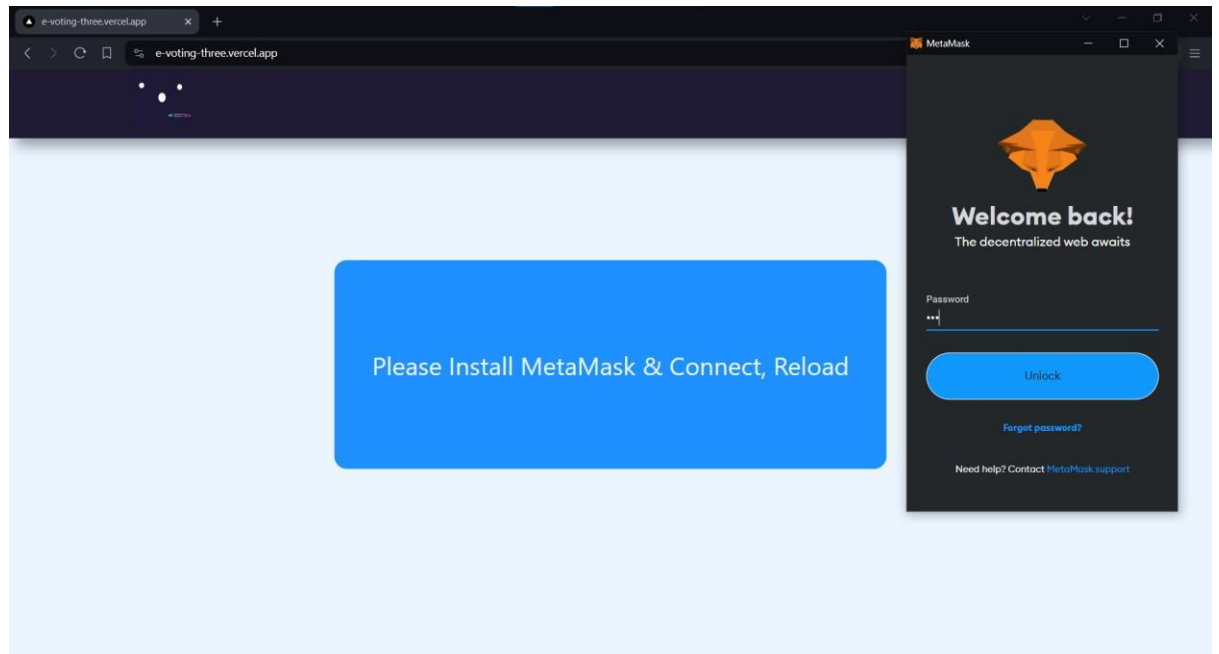 e-voting-three.vercel.app
e-voting-three.vercel.app
MetaMask
Welcome back!
The decentralized web awaits
Password
•••
Unlock
Forgot password?
Need help? Contact MetaMask support
Please Install MetaMask & Connect, Reload